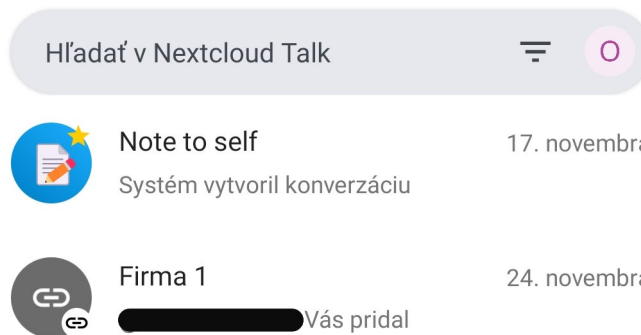 Hľadať v Nextcloud Talk O
Note to self 17. novembra
Systém vytvoril konverzáciu
Firma 1 24. novembra
Vás pridal